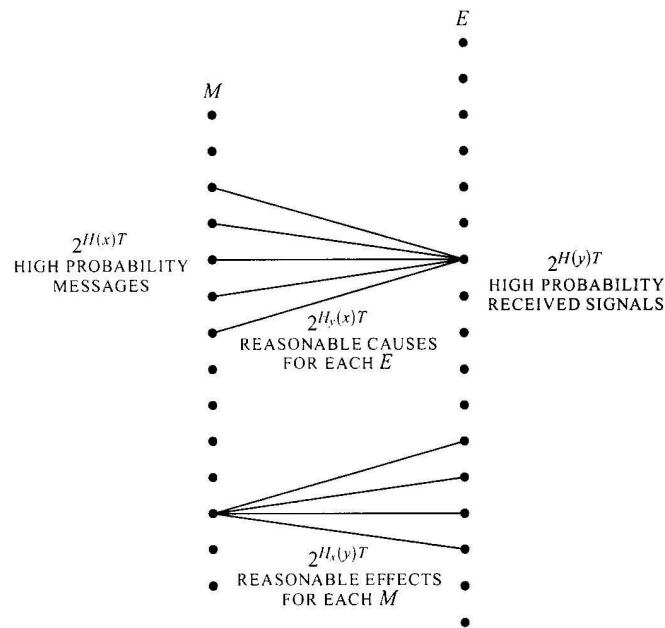 E
M
2^{H(x)T}
HIGH PROBABILITY
MESSAGES
2^{H(y)T}
HIGH PROBABILITY
RECEIVED SIGNALS
2^{H_y(x)T}
REASONABLE CAUSES
FOR EACH E
2^{H_x(y)T}
REASONABLE EFFECTS
FOR EACH M